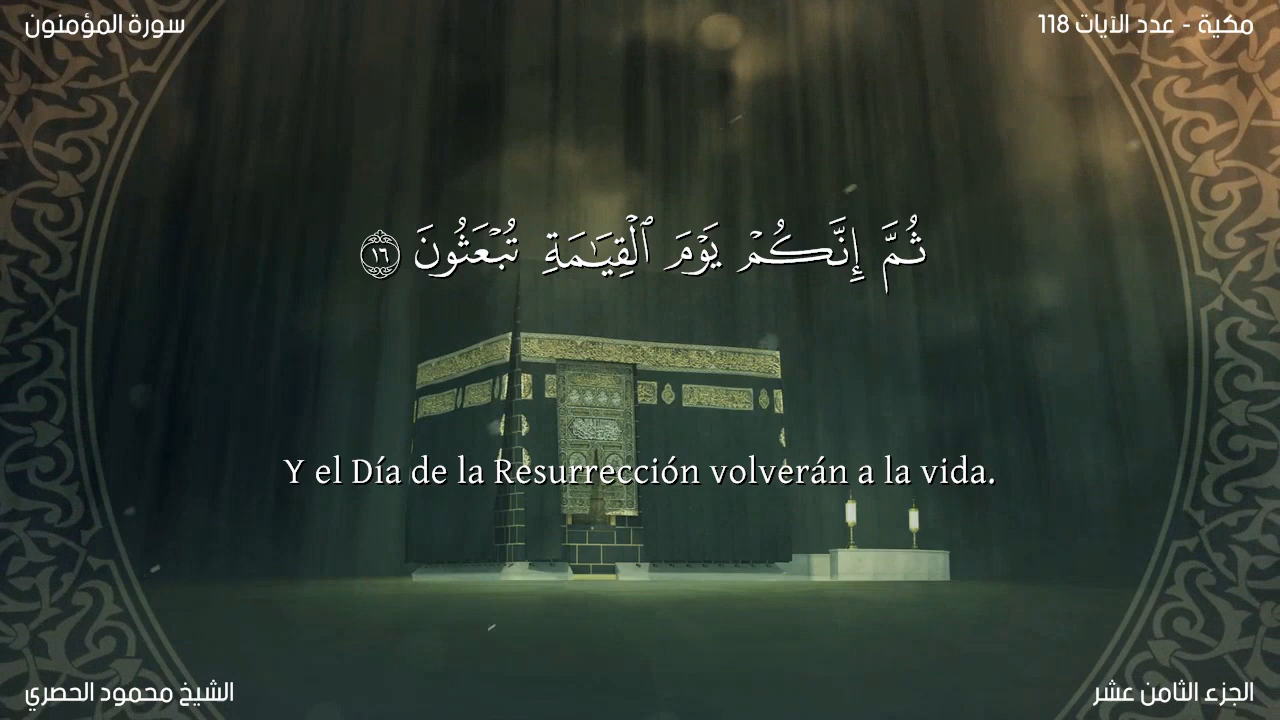 سورة المؤمنون
مكية - عدد الآيات 118
ثُمَّ إِنَّكُمۡ يَوۡمَ ٱلۡقِيَٰمَةِ تُبۡعَثُونَ ١٦
Y el Día de la Resurrección volverán a la vida.
الشيخ محمود الحصري
الجزء الثامن عشر